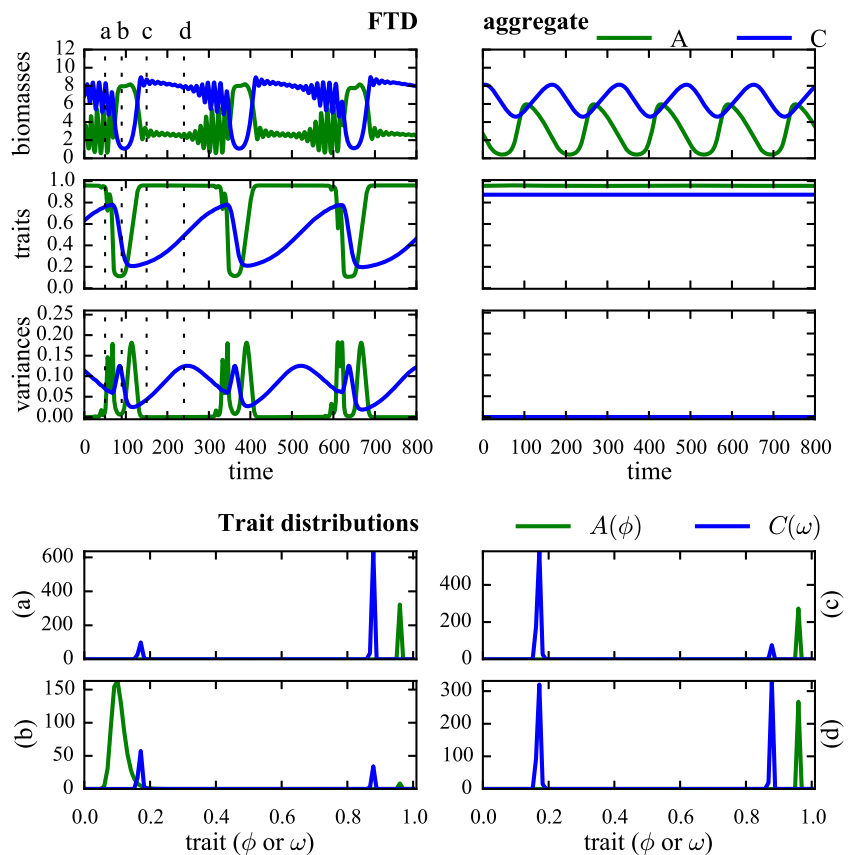 FTD
aggregate
A
C
a b c d
biomasses
12
10
8
6
4
2
0
traits
1.0
0.8
0.6
0.4
0.2
0.0
variances
0.25
0.20
0.15
0.10
0.05
0.00
0 100 200 300 400 500 600 700 800
time
0 100 200 300 400 500 600 700 800
time
Trait distributions
A(ϕ)
C(ω)
(a)
600
400
200
0
400
200
0
(c)
(b)
150
100
50
0
300
200
100
0
(d)
0.0 0.2 0.4 0.6 0.8 1.0
trait (ϕ or ω)
0.0 0.2 0.4 0.6 0.8 1.0
trait (ϕ or ω)